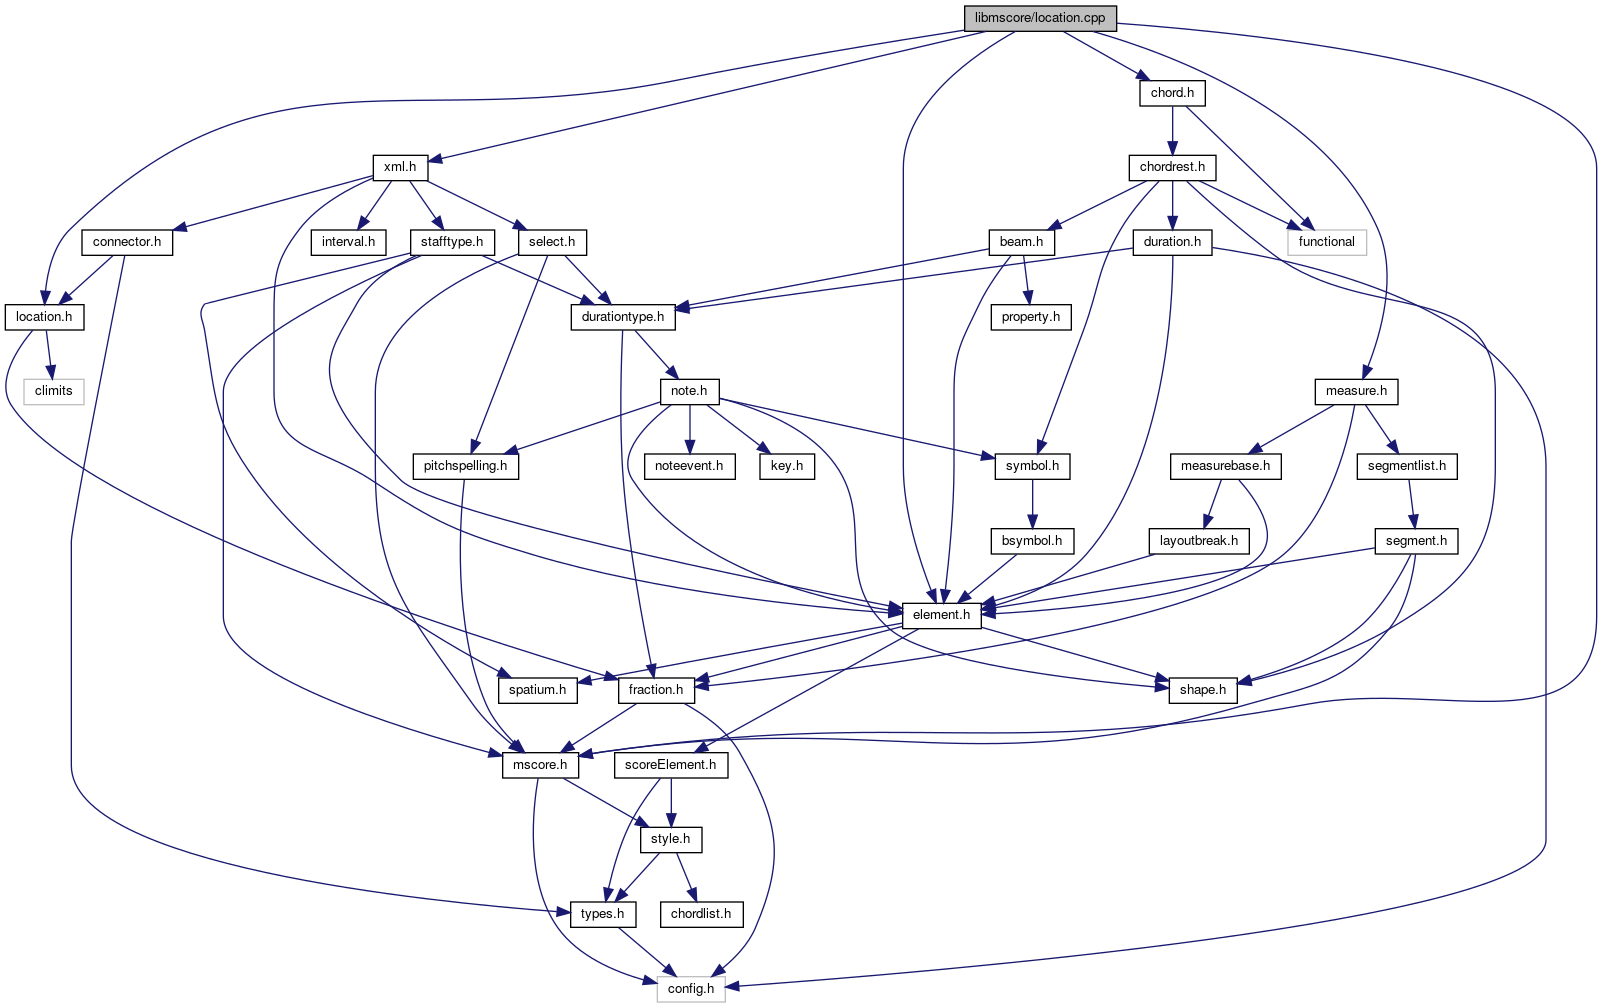 libmscore/location.cpp
chord.h
xml.h
chordrest.h
connector.h
interval.h
stafftype.h
select.h
beam.h
duration.h
functional
location.h
durationtype.h
property.h
climits
note.h
measure.h
pitchspelling.h
noteevent.h
key.h
symbol.h
measurebase.h
segmentlist.h
bsymbol.h
layoutbreak.h
segment.h
element.h
spatium.h
fraction.h
shape.h
mscore.h
scoreElement.h
style.h
types.h
chordlist.h
config.h